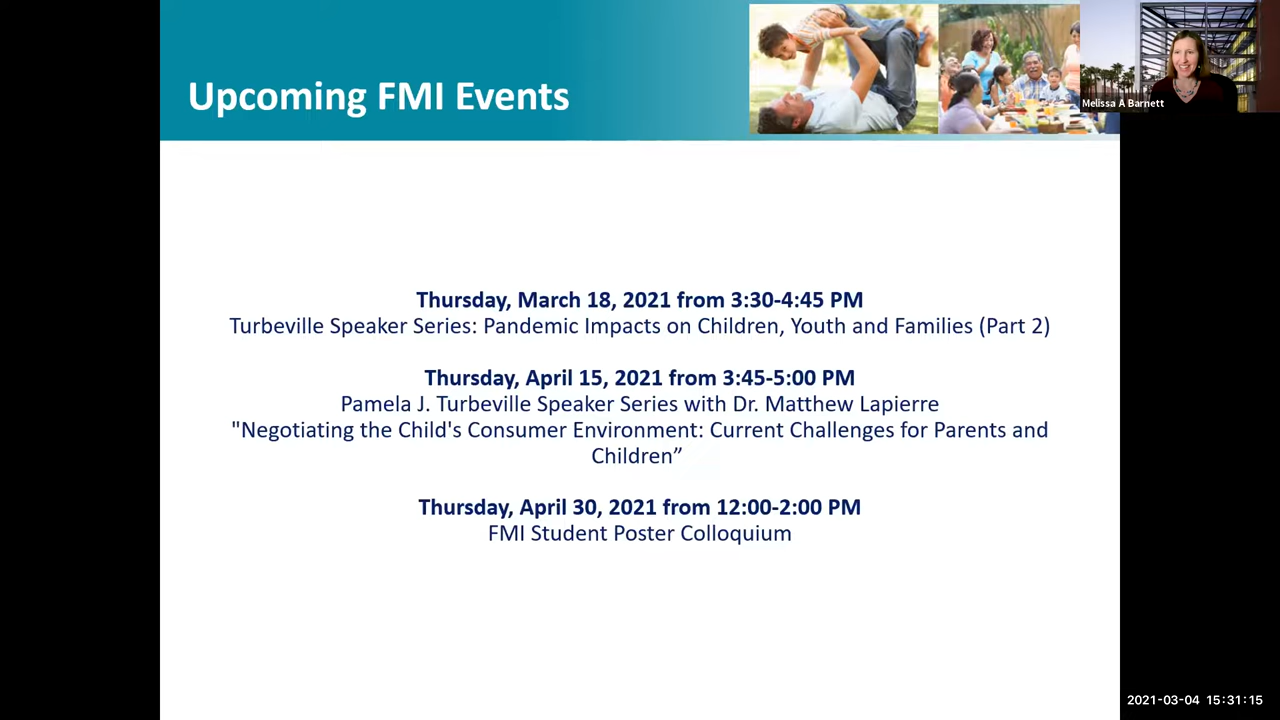 Upcoming FMI Events
Melissa A Barnett
Thursday, March 18, 2021 from 3:30-4:45 PM
Turbeville Speaker Series: Pandemic Impacts on Children, Youth and Families (Part 2)
Thursday, April 15, 2021 from 3:45-5:00 PM
Pamela J. Turbeville Speaker Series with Dr. Matthew Lapierre
"Negotiating the Child's Consumer Environment: Current Challenges for Parents and
Children”
Thursday, April 30, 2021 from 12:00-2:00 PM
FMI Student Poster Colloquium
2021-03-04 15:31:15